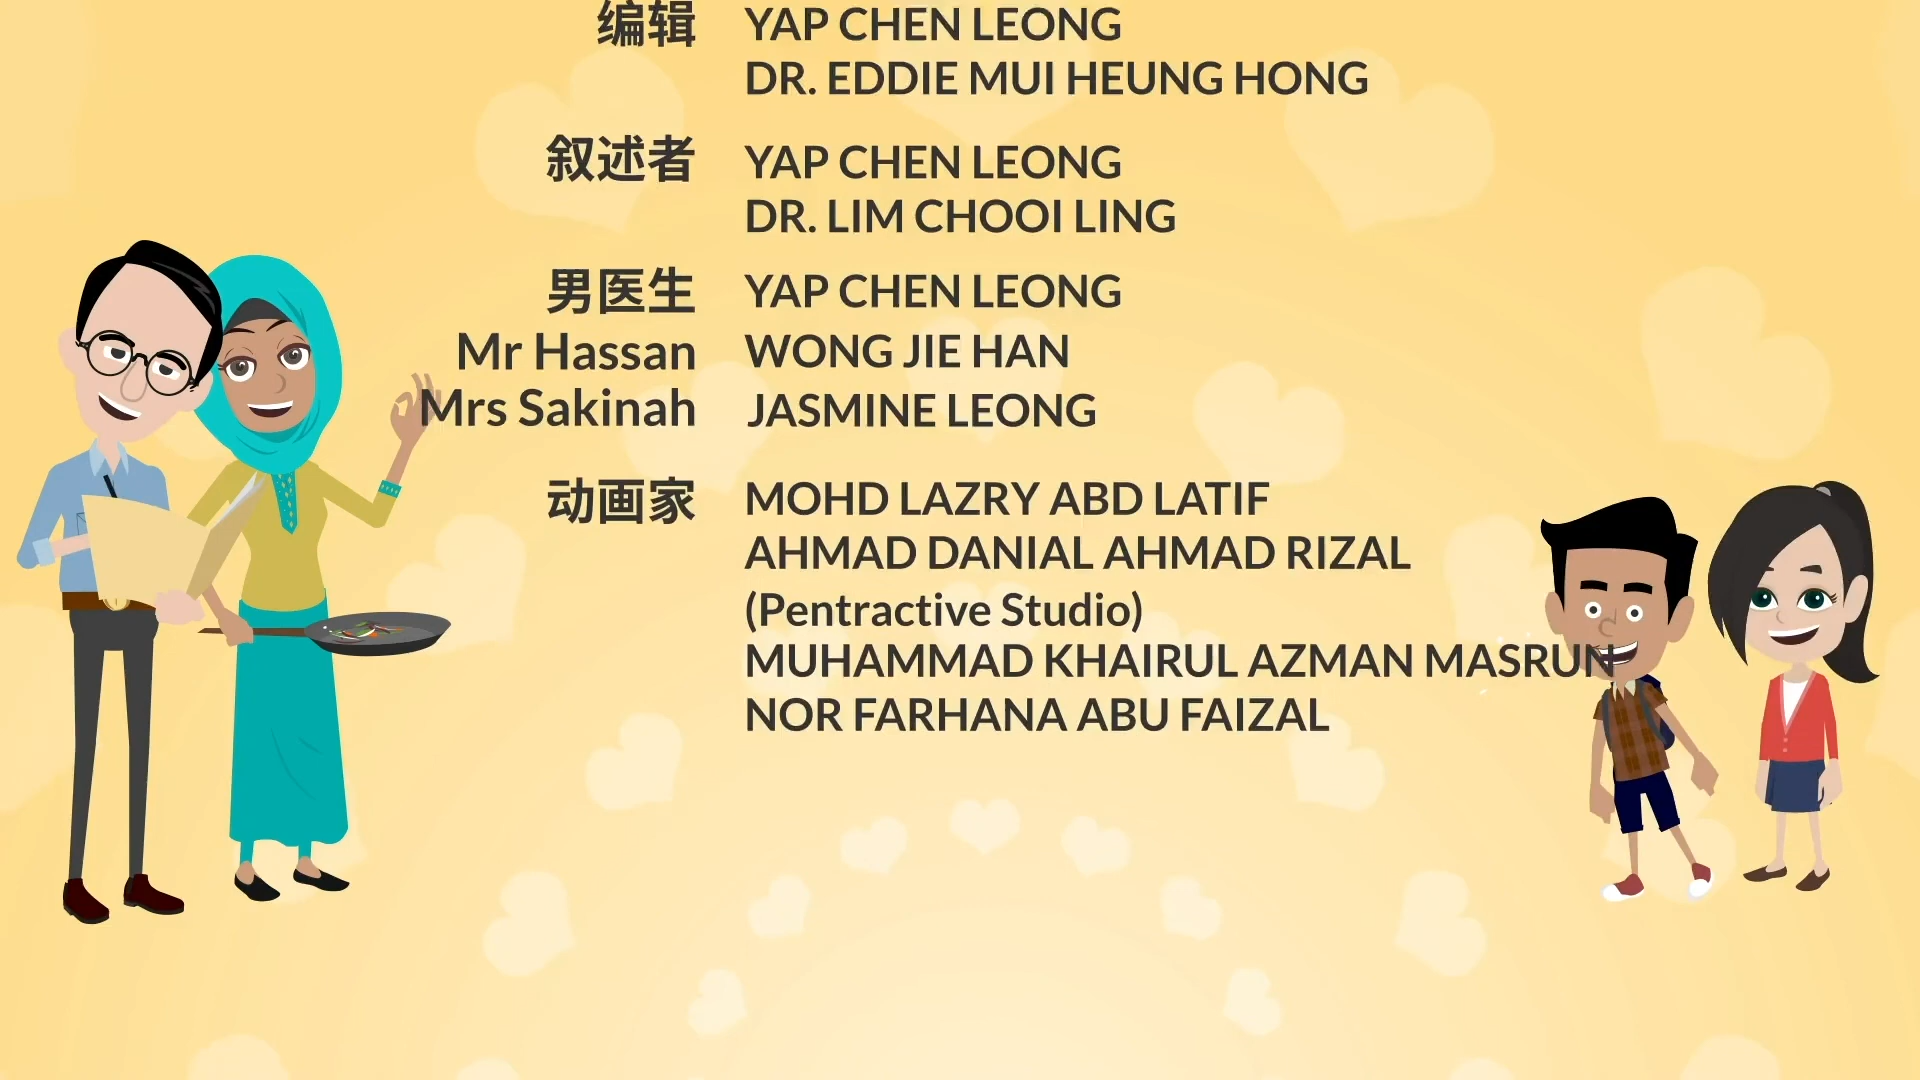 编辑 YAP CHEN LEONG
DR. EDDIE MUI HEUNG HONG
叙述者 YAP CHEN LEONG
DR. LIM CHOOI LING
男医生 YAP CHEN LEONG
Mr Hassan WONG JIE HAN
Mrs Sakinah JASMINE LEONG
动画家 MOHD LAZRY ABD LATIF
AHMAD DANIAL AHMAD RIZAL
(Pentractive Studio)
MUHAMMAD KHAIRUL AZMAN MASRUN
NOR FARHANA ABU FAIZAL